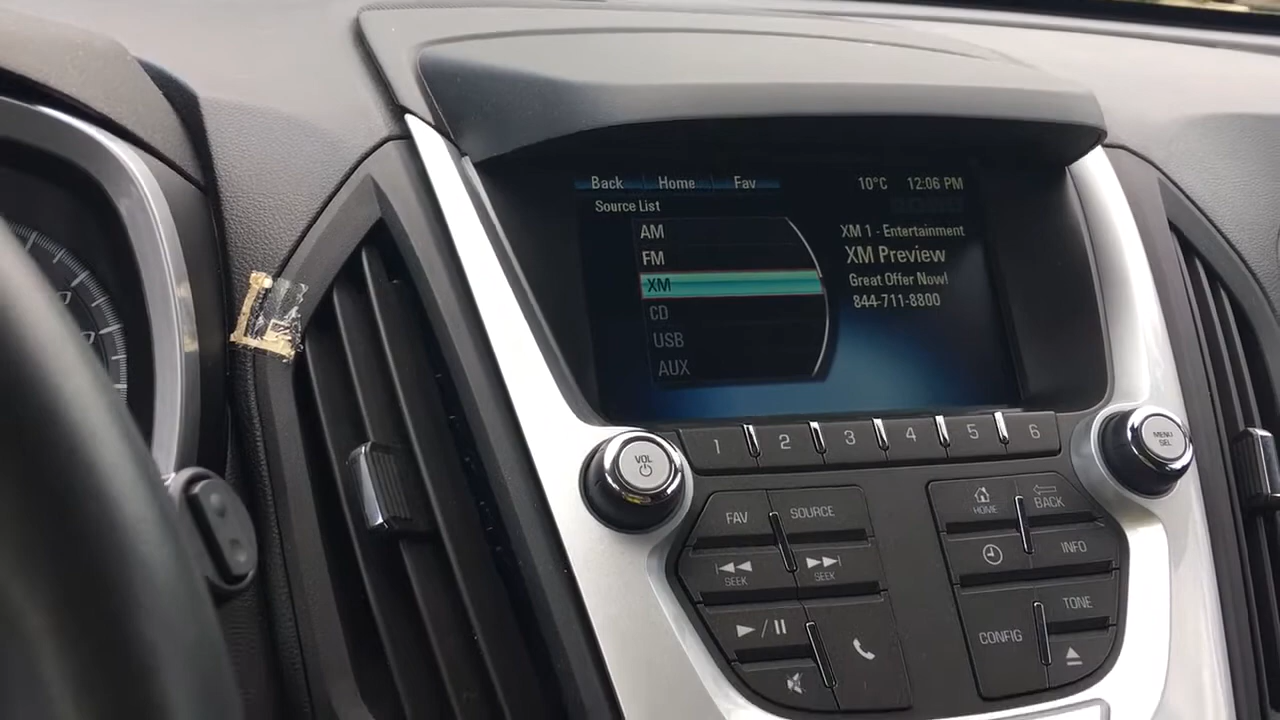 Back Home Fav 10°C 12:06 PM
Source List
AM
FM
XM
CD
USB
AUX
XM 1 - Entertainment
XM Preview
Great Offer Now!
844-711-8800
1 2 3 4 5 6
VOL
MENU
SEL
FAV SOURCE
SEEK SEEK
HOME BACK
INFO
CONFIG TONE